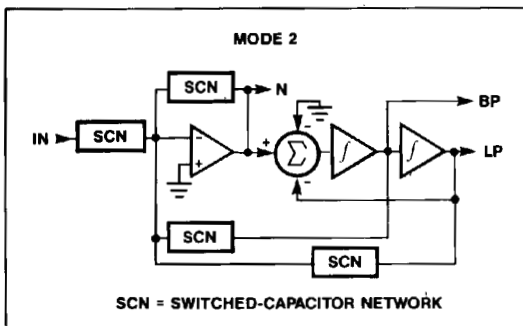 MODE 2
SCN
N
BP
IN
SCN
-
+
+
-
Σ
-
∫
∫
LP
SCN
SCN
SCN = SWITCHED-CAPACITOR NETWORK